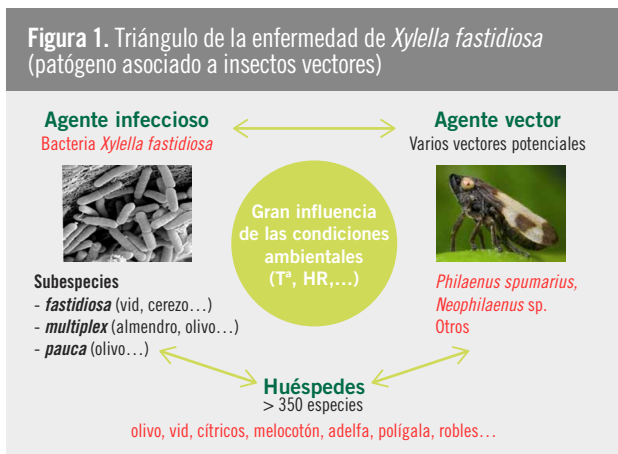 Figura 1. Triángulo de la enfermedad de Xylella fastidiosa
(patógeno asociado a insectos vectores)
Agente infeccioso
Bacteria Xylella fastidiosa
Agente vector
Varios vectores potenciales
Gran influencia
de las condiciones
ambientales
(Tª, HR,...)
Subespecies
- fastidiosa (vid, cerezo...)
- multiplex (almendro, olivo...)
- pauca (olivo...)
Philaenus spumarius,
Neophilaenus sp.
Otros
Huéspedes
> 350 especies
olivo, vid, cítricos, melocotón, adelfa, polígala, robles...